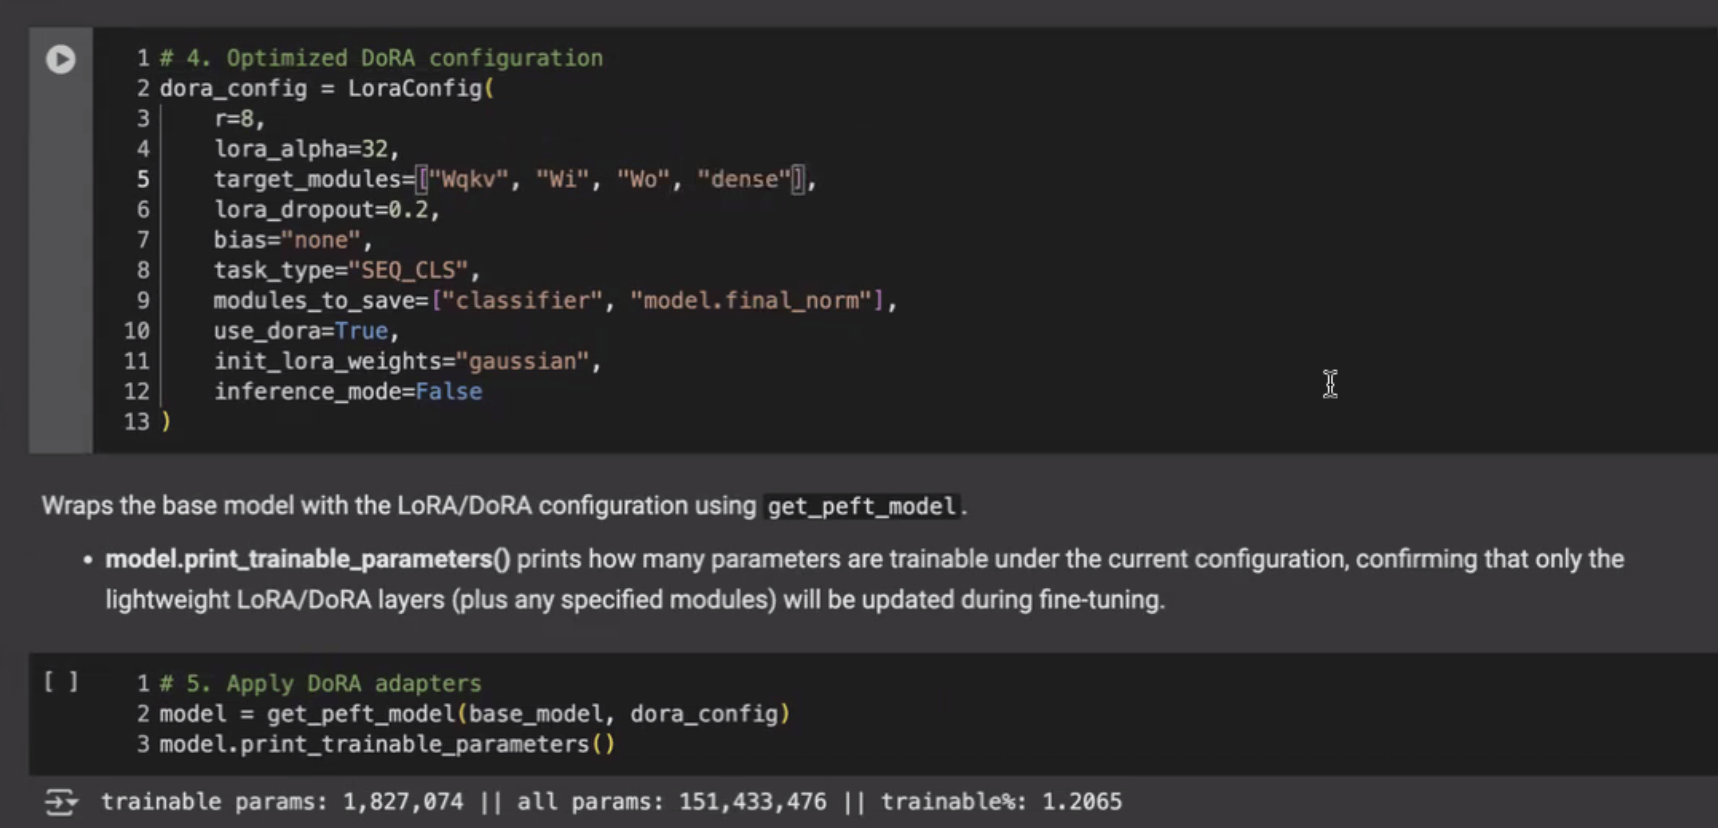 1 # 4. Optimized DoRA configuration
2 dora_config = LoraConfig(
3     r=8,
4     lora_alpha=32,
5     target_modules=["Wqkv", "Wi", "Wo", "dense"],
6     lora_dropout=0.2,
7     bias="none",
8     task_type="SEQ_CLS",
9     modules_to_save=["classifier", "model.final_norm"],
10     use_dora=True,
11     init_lora_weights="gaussian",
12     inference_mode=False
13 )
Wraps the base model with the LoRA/DoRA configuration using get_peft_model.
• model.print_trainable_parameters() prints how many parameters are trainable under the current configuration, confirming that only the
lightweight LoRA/DoRA layers (plus any specified modules) will be updated during fine-tuning.
[ ] 1 # 5. Apply DoRA adapters
2 model = get_peft_model(base_model, dora_config)
3 model.print_trainable_parameters()
trainable params: 1,827,074 || all params: 151,433,476 || trainable%: 1.2065